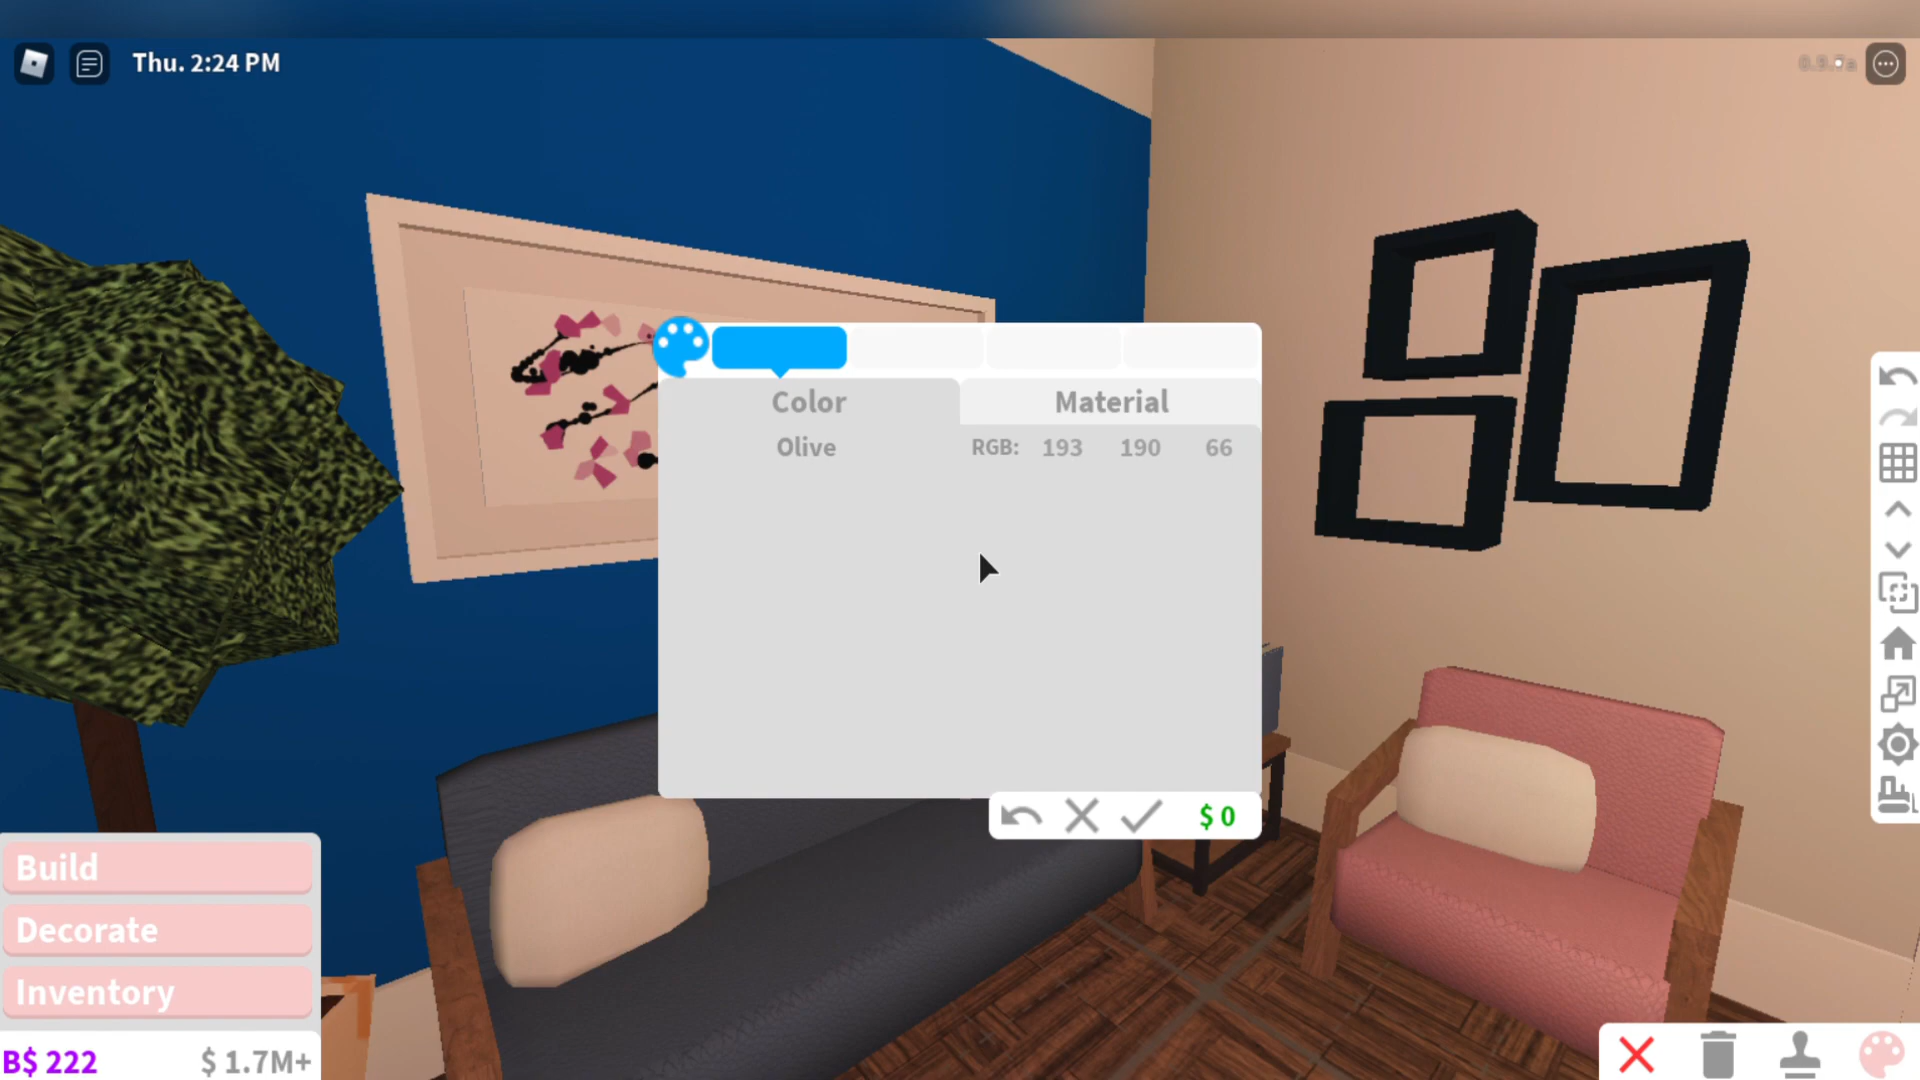 Thu. 2:24 PM
Color
Material
Olive
RGB: 193 190 66
$ 0
Build
Decorate
Inventory
B$ 222
$ 1.7M+